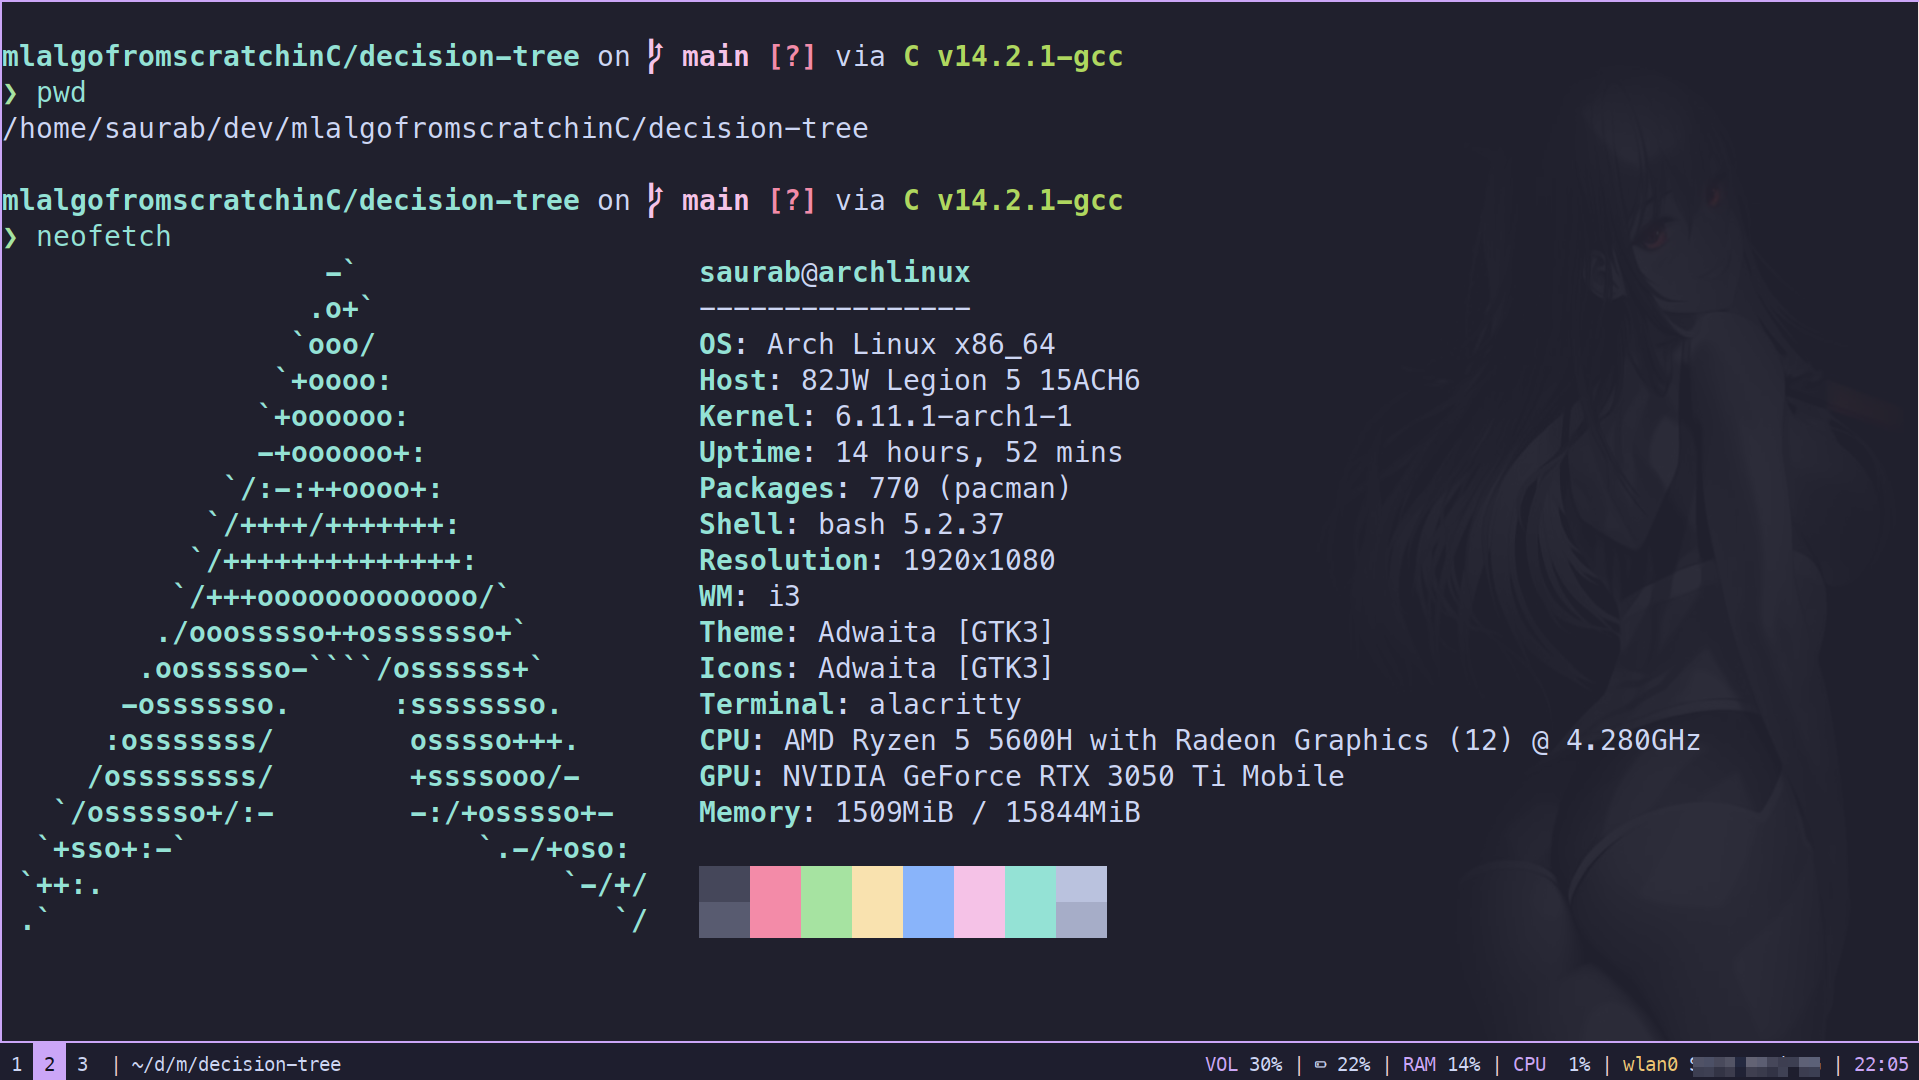 mlalgofromscratchinC/decision-tree on main [?] via C v14.2.1-gcc
❯ pwd
/home/saurab/dev/mlalgofromscratchinC/decision-tree
mlalgofromscratchinC/decision-tree on main [?] via C v14.2.1-gcc
❯ neofetch
-` saurab@archlinux
.o+` ----------------
`ooo/ OS: Arch Linux x86_64
`+oooo: Host: 82JW Legion 5 15ACH6
`+oooooo: Kernel: 6.11.1-arch1-1
-+oooooo+: Uptime: 14 hours, 52 mins
`/:-:++oooo+: Packages: 770 (pacman)
`/++++/+++++++: Shell: bash 5.2.37
`/++++++++++++++: Resolution: 1920x1080
`/+++ooooooooooooo/` WM: i3
./ooosssso++osssssso+` Theme: Adwaita [GTK3]
.oossssso-````/ossssss+` Icons: Adwaita [GTK3]
-osssssso. :ssssssso. Terminal: alacritty
:osssssss/ osssso+++. CPU: AMD Ryzen 5 5600H with Radeon Graphics (12) @ 4.280GHz
/ossssssss/ +ssssooo/- GPU: NVIDIA GeForce RTX 3050 Ti Mobile
`/ossssso+/:- -:/+osssso+- Memory: 1509MiB / 15844MiB
`+sso+:-` `.-/+oso:
`++:. `-/+/
.` `/
1 2 3 | ~/d/m/decision-tree VOL 30% | 22% | RAM 14% | CPU 1% | wlan0 | 22:05